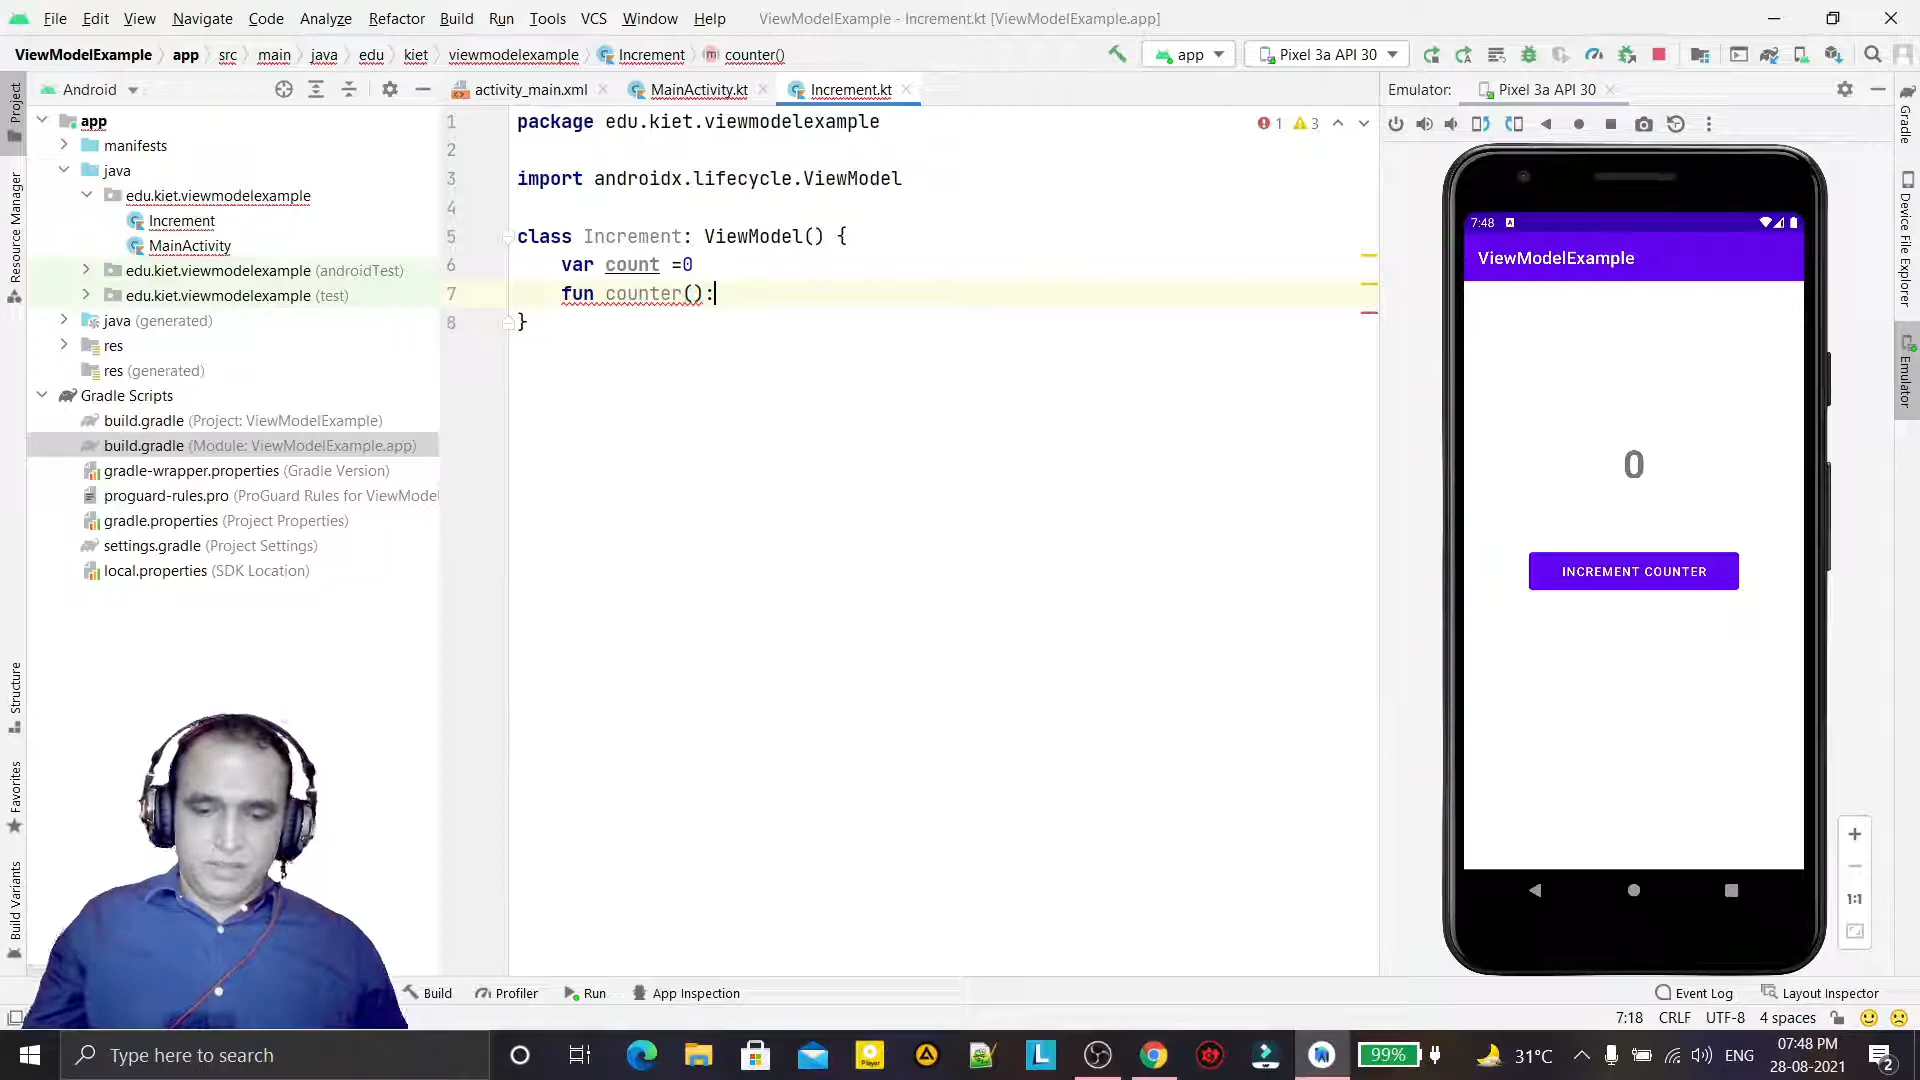 File Edit View Navigate Code Analyze Refactor Build Run Tools VCS Window Help ViewModelExample - Increment.kt [ViewModelExample.app]
ViewModelExample app src main java edu kiet viewmodelexample Increment counter() app Pixel 3a API 30
Android activity_main.xml MainActivity.kt Increment.kt Emulator: Pixel 3a API 30
Project
Resource Manager
Structure
Favorites
Build Variants
app
manifests
java
edu.kiet.viewmodelexample
Increment
MainActivity
edu.kiet.viewmodelexample (androidTest)
edu.kiet.viewmodelexample (test)
java (generated)
res
res (generated)
Gradle Scripts
build.gradle (Project: ViewModelExample)
build.gradle (Module: ViewModelExample.app)
gradle-wrapper.properties (Gradle Version)
proguard-rules.pro (ProGuard Rules for ViewModel
gradle.properties (Project Properties)
settings.gradle (Project Settings)
local.properties (SDK Location)
1 package edu.kiet.viewmodelexample
2
3 import androidx.lifecycle.ViewModel
4
5 class Increment: ViewModel() {
6 var count =0
7 fun counter():
8 }
1 3
7:48
ViewModelExample
0
INCREMENT COUNTER
1:1
Gradle
Device File Explorer
Emulator
Build Profiler Run App Inspection Event Log Layout Inspector
7:18 CRLF UTF-8 4 spaces
Type here to search 99% 31°C ENG 07:48 PM
28-08-2021
2